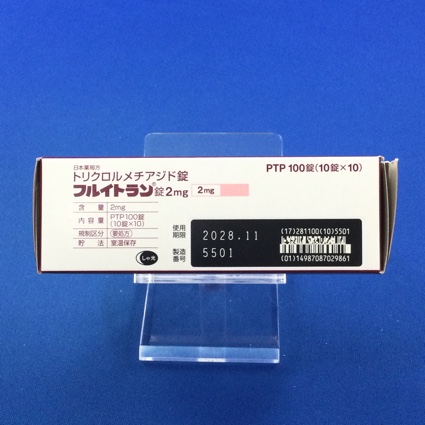 日本薬局方
トリクロルメチアジド錠
フルイトラン®錠2mg
2mg
PTP 100錠(10錠×10)
含量 2mg
内容量 PTP100錠
(10錠×10)
規制区分 要処方
貯法 室温保存
しゃ光
使用
期限
2028.11
製造
番号
5501
(17)281100(10)5501
(01)14987087029861